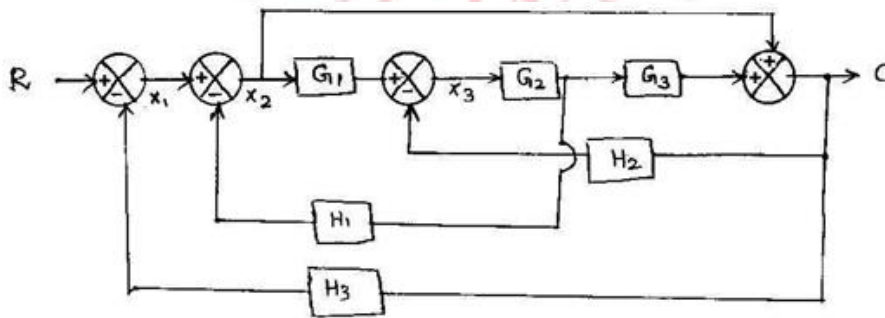 R + - x₁ + - x₂ G₁ + - x₃ G₂ G₃ + + C
H₂
H₁
H₃